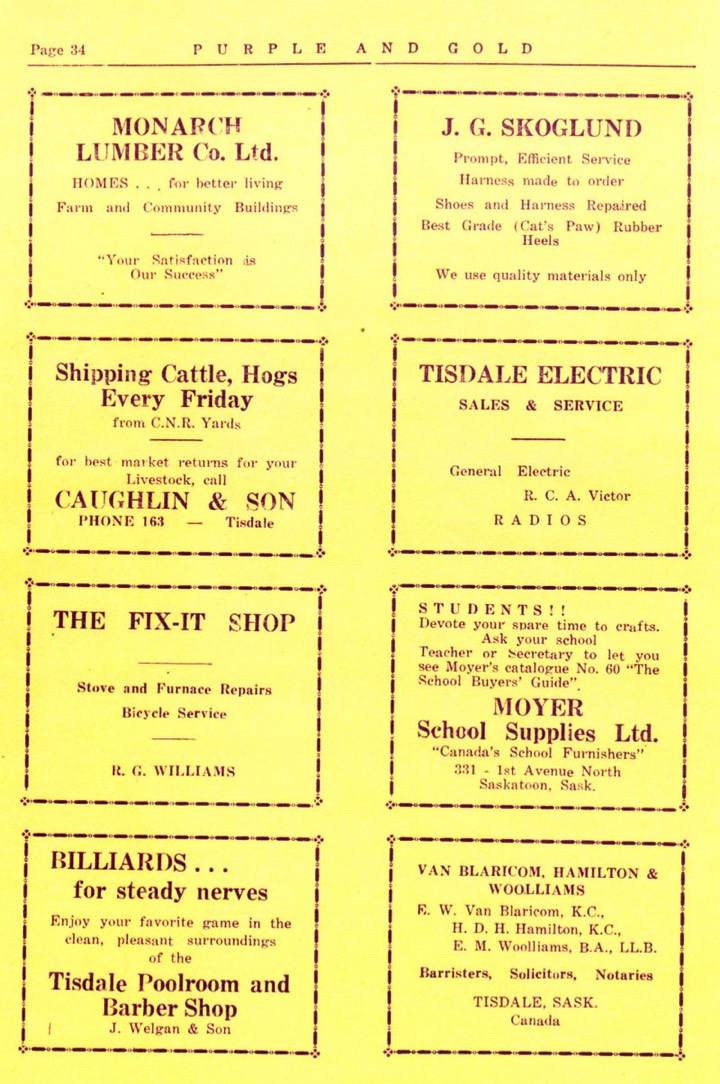 Page 34
PURPLE AND GOLD
MONARCH
LUMBER Co. Ltd.
HOMES . . . for better living
Farm and Community Buildings
"Your Satisfaction is
Our Success"
J. G. SKOGLUND
Prompt, Efficient Service
Harness made to order
Shoes and Harness Repaired
Best Grade (Cat's Paw) Rubber
Heels
We use quality materials only
Shipping Cattle, Hogs
Every Friday
from C.N.R. Yards
for best market returns for your
Livestock, call
CAUGHLIN & SON
PHONE 163 — Tisdale
TISDALE ELECTRIC
SALES & SERVICE
General Electric
R. C. A. Victor
RADIOS
THE FIX-IT SHOP
Stove and Furnace Repairs
Bicycle Service
R. G. WILLIAMS
STUDENTS!!
Devote your spare time to crafts.
Ask your school
Teacher or Secretary to let you
see Moyer's catalogue No. 60 "The
School Buyers' Guide".
MOYER
School Supplies Ltd.
"Canada's School Furnishers"
331 - 1st Avenue North
Saskatoon, Sask.
BILLIARDS . . .
for steady nerves
Enjoy your favorite game in the
clean, pleasant surroundings
of the
Tisdale Poolroom and
Barber Shop
J. Welgan & Son
VAN BLARICOM, HAMILTON &
WOOLLIAMS
E. W. Van Blaricom, K.C.,
H. D. H. Hamilton, K.C.,
E. M. Woolliams, B.A., LL.B.
Barristers, Solicitors, Notaries
TISDALE, SASK.
Canada